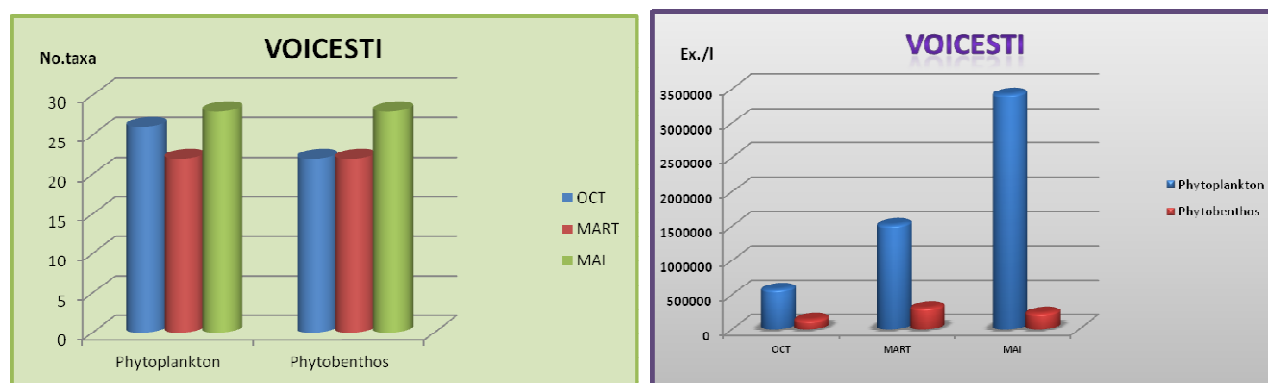 VOICESTI
No.taxa
30
25
20
15
10
5
0
Phytoplankton
Phytobenthos
OCT
MART
MAI
VOICESTI
Ex./l
3500000
3000000
2500000
2000000
1500000
1000000
500000
0
OCT
MART
MAI
Phytoplankton
Phytobenthos